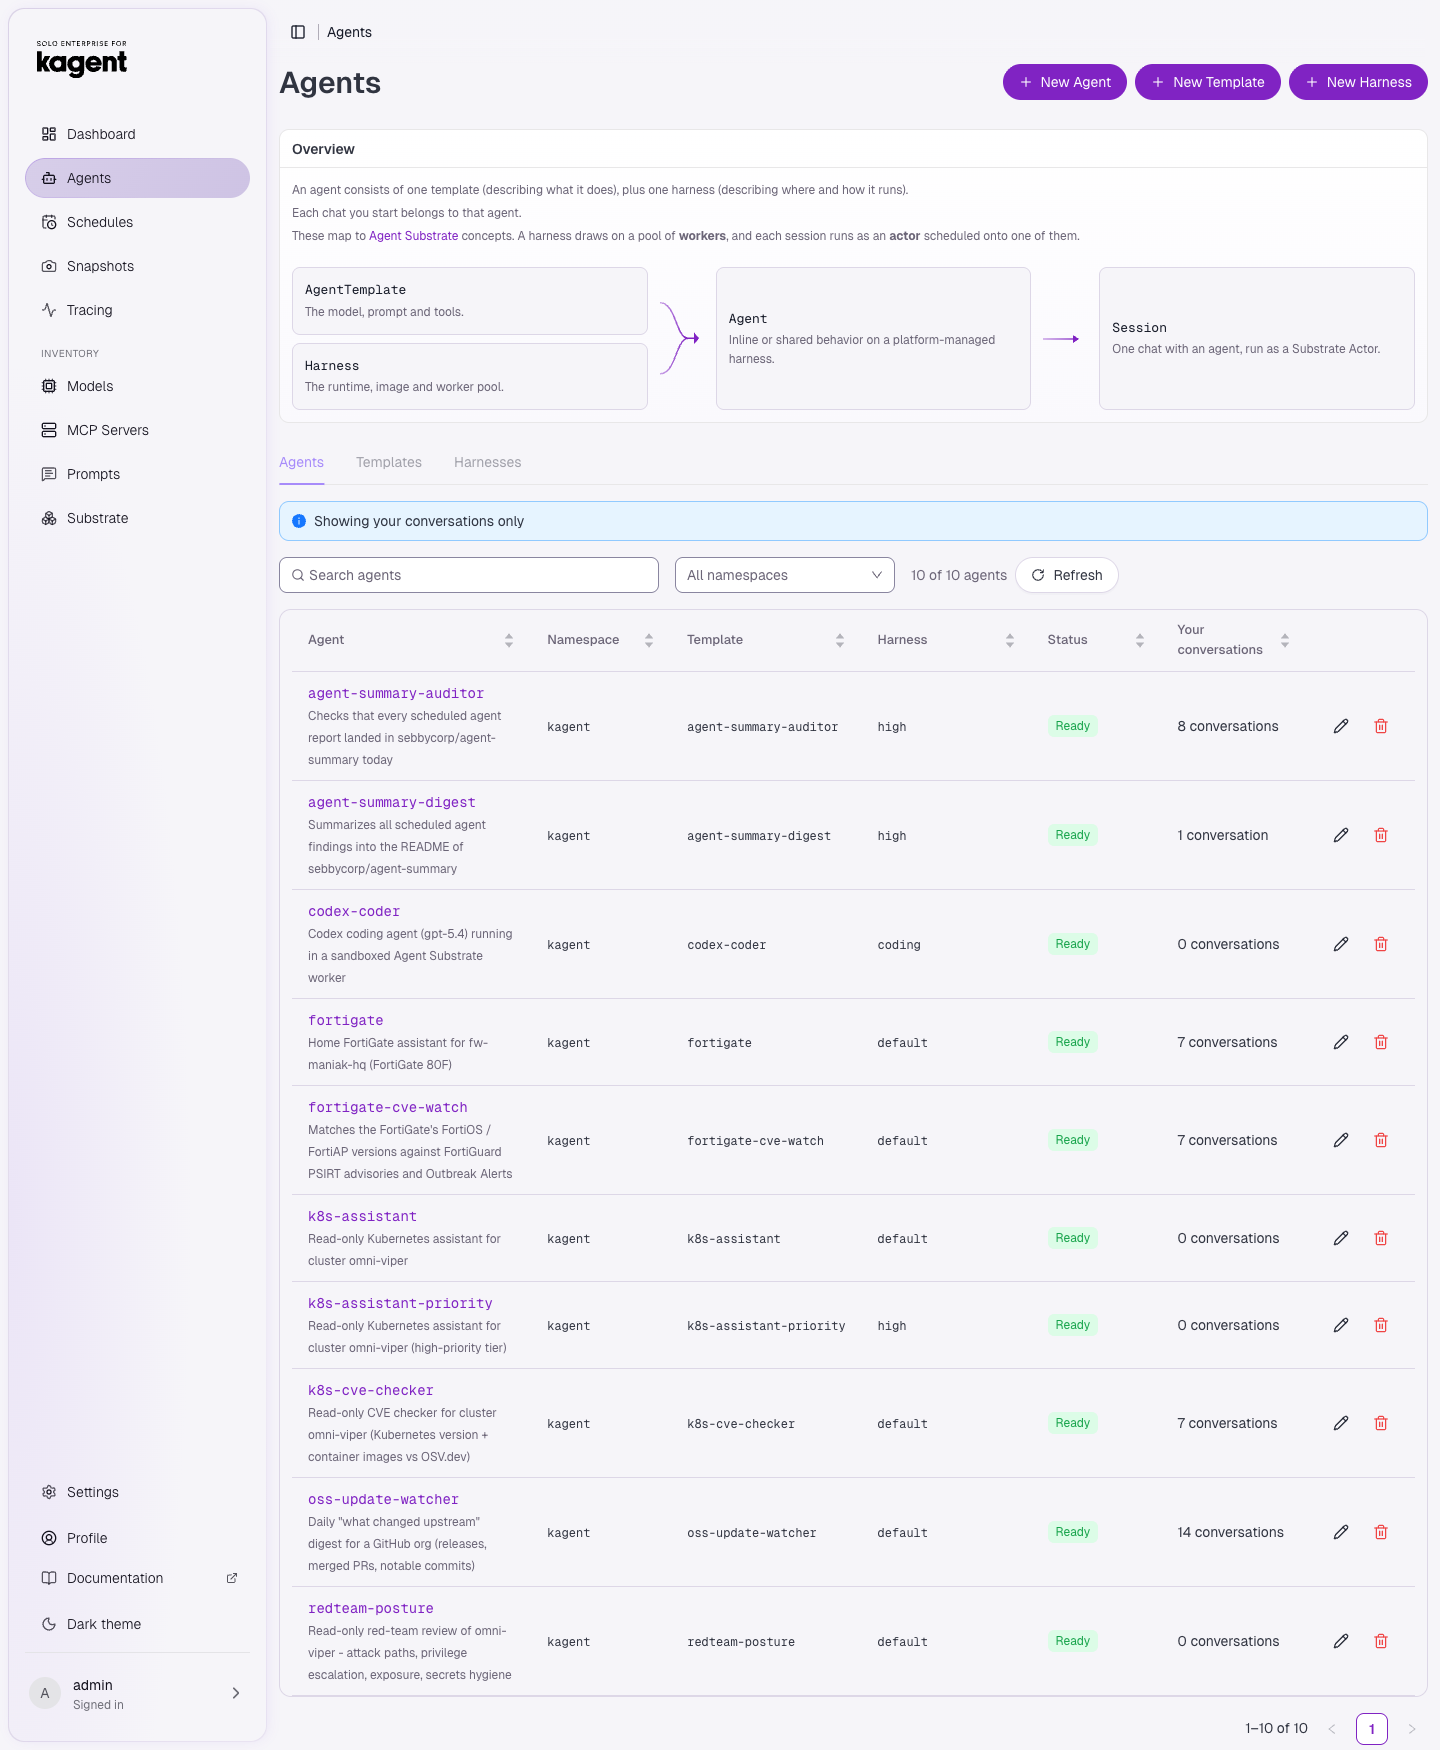 SOLO ENTERPRISE FOR
kagent
Dashboard
Agents
Schedules
Snapshots
Tracing
INVENTORY
Models
MCP Servers
Prompts
Substrate
Settings
Profile
Documentation
Dark theme
A
admin
Signed in
Agents
Agents
New Agent
New Template
New Harness
Overview
An agent consists of one template (describing what it does), plus one harness (describing where and how it runs).
Each chat you start belongs to that agent.
These map to Agent Substrate concepts. A harness draws on a pool of workers, and each session runs as an actor scheduled onto one of them.
AgentTemplate
The model, prompt and tools.
Harness
The runtime, image and worker pool.
Agent
Inline or shared behavior on a platform-managed
harness.
Session
One chat with an agent, run as a Substrate Actor.
Agents Templates Harnesses
Showing your conversations only
Search agents
All namespaces
10 of 10 agents
Refresh
Agent Namespace Template Harness Status Your
conversations
agent-summary-auditor
Checks that every scheduled agent
report landed in sebbycorp/agent-
summary today
kagent agent-summary-auditor high Ready 8 conversations
agent-summary-digest
Summarizes all scheduled agent
findings into the README of
sebbycorp/agent-summary
kagent agent-summary-digest high Ready 1 conversation
codex-coder
Codex coding agent (gpt-5.4) running
in a sandboxed Agent Substrate
worker
kagent codex-coder coding Ready 0 conversations
fortigate
Home FortiGate assistant for fw-
maniak-hq (FortiGate 80F)
kagent fortigate default Ready 7 conversations
fortigate-cve-watch
Matches the FortiGate's FortiOS /
FortiAP versions against FortiGuard
PSIRT advisories and Outbreak Alerts
kagent fortigate-cve-watch default Ready 7 conversations
k8s-assistant
Read-only Kubernetes assistant for
cluster omni-viper
kagent k8s-assistant default Ready 0 conversations
k8s-assistant-priority
Read-only Kubernetes assistant for
cluster omni-viper (high-priority tier)
kagent k8s-assistant-priority high Ready 0 conversations
k8s-cve-checker
Read-only CVE checker for cluster
omni-viper (Kubernetes version +
container images vs OSV.dev)
kagent k8s-cve-checker default Ready 7 conversations
oss-update-watcher
Daily "what changed upstream"
digest for a GitHub org (releases,
merged PRs, notable commits)
kagent oss-update-watcher default Ready 14 conversations
redteam-posture
Read-only red-team review of omni-
viper - attack paths, privilege
escalation, exposure, secrets hygiene
kagent redteam-posture default Ready 0 conversations
1–10 of 10
1